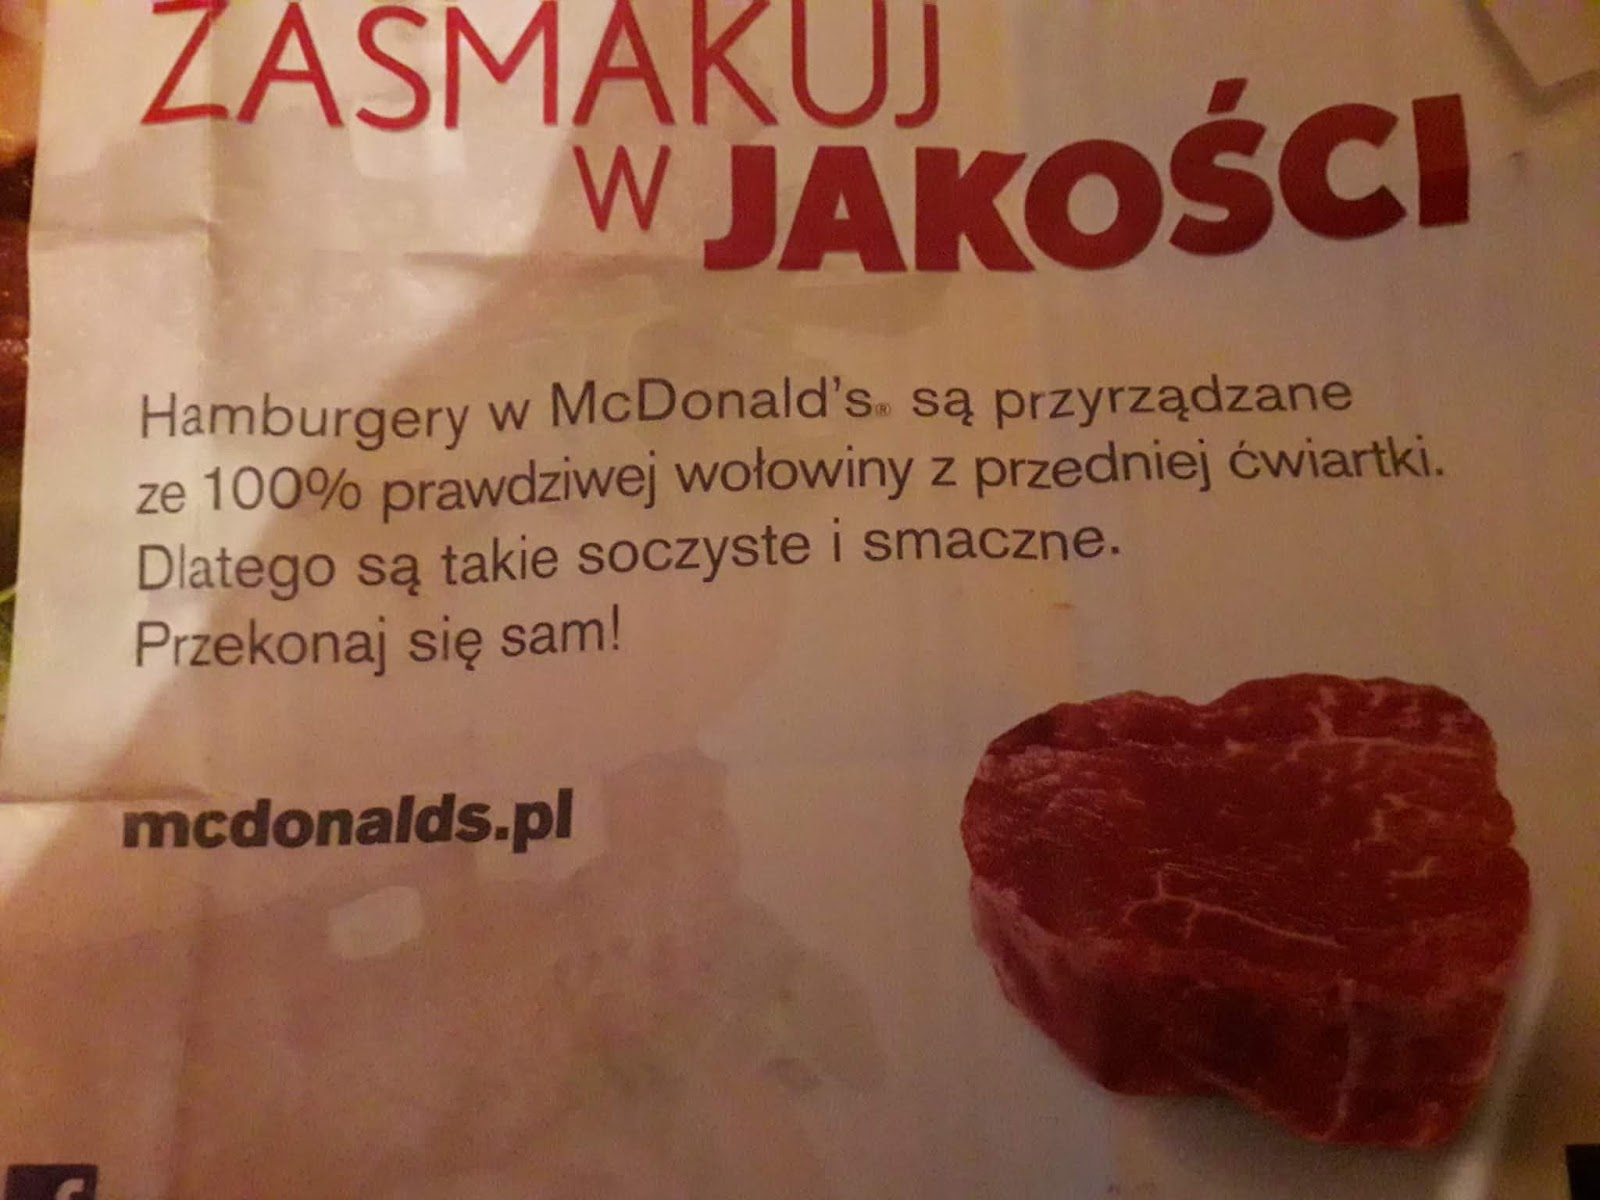 ZASMAKUJ
W JAKOŚCI
Hamburgery w McDonald's® są przyrządzane
ze 100% prawdziwej wołowiny z przedniej ćwiartki.
Dlatego są takie soczyste i smaczne.
Przekonaj się sam!
mcdonalds.pl
f